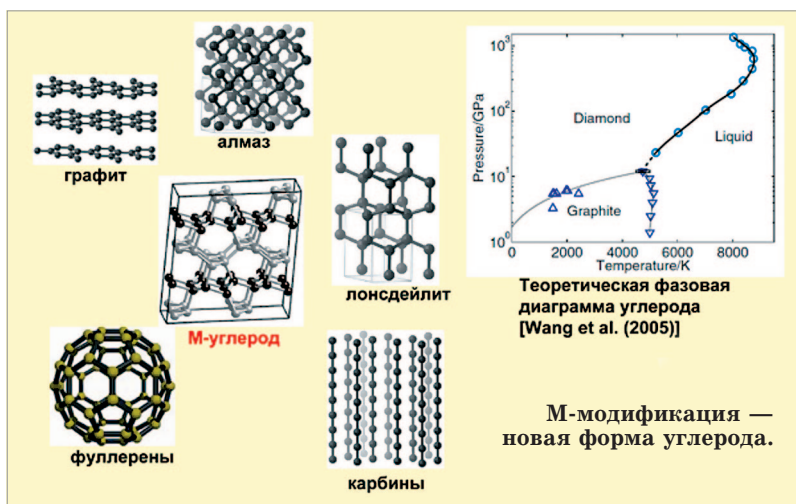 графит
алмаз
лонсдейлит
М-углерод
фуллерены
карбины
Pressure/GPa
10³
10²
10¹
10⁰
Diamond
Liquid
Graphite
0
2000
4000
6000
8000
Temperature/K
Теоретическая фазовая
диаграмма углерода
[Wang et al. (2005)]
М-модификация —
новая форма углерода.